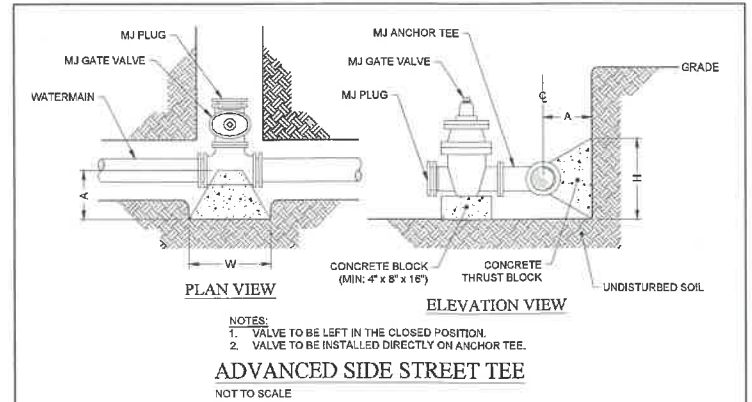 MJ PLUG
MJ GATE VALVE
WATERMAIN
A
W
PLAN VIEW
MJ ANCHOR TEE
MJ GATE VALVE
MJ PLUG
℄
A
GRADE
H
CONCRETE BLOCK
(MIN: 4" x 8" x 16")
CONCRETE
THRUST BLOCK
UNDISTURBED SOIL
ELEVATION VIEW
NOTES:
1. VALVE TO BE LEFT IN THE CLOSED POSITION.
2. VALVE TO BE INSTALLED DIRECTLY ON ANCHOR TEE.
ADVANCED SIDE STREET TEE
NOT TO SCALE